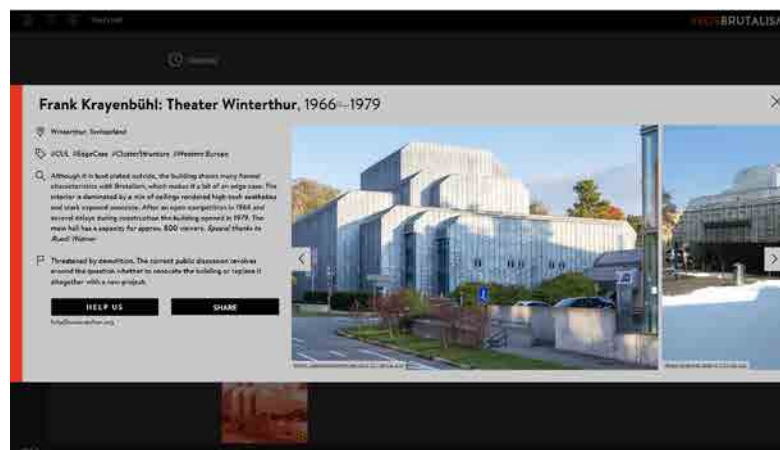 BRUTALISM
Frank Krayenbühl: Theater Winterthur, 1966–1979
Winterthur, Switzerland
#CUL #EdgeCase #ClusterStructure #Western Europe
Although it is lead plated outside, the building shares many formal
characteristics with Brutalism, which makes it a bit of an edge case. The
interior is dominated by a mix of ceilings rendered high-tech aesthetics
and stark exposed concrete. After an open competition in 1966 and
several delays during construction the building opened in 1979. The
main hall has a capacity for approx. 800 viewers. Special thanks to
Threatened by demolition. The current public discussion revolves
around the question whether to renovate the building or replace it
altogether with a new project.
HELP US
SHARE